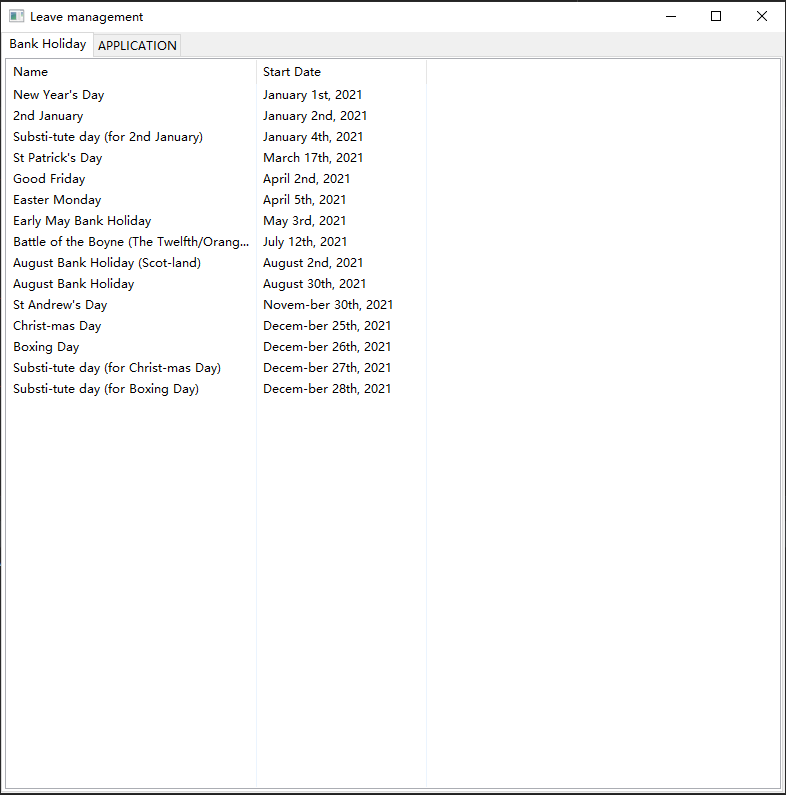 Leave management
Bank Holiday APPLICATION
Name Start Date
New Year's Day January 1st, 2021
2nd January January 2nd, 2021
Substi-tute day (for 2nd January) January 4th, 2021
St Patrick's Day March 17th, 2021
Good Friday April 2nd, 2021
Easter Monday April 5th, 2021
Early May Bank Holiday May 3rd, 2021
Battle of the Boyne (The Twelfth/Orang... July 12th, 2021
August Bank Holiday (Scot-land) August 2nd, 2021
August Bank Holiday August 30th, 2021
St Andrew's Day Novem-ber 30th, 2021
Christ-mas Day Decem-ber 25th, 2021
Boxing Day Decem-ber 26th, 2021
Substi-tute day (for Christ-mas Day) Decem-ber 27th, 2021
Substi-tute day (for Boxing Day) Decem-ber 28th, 2021